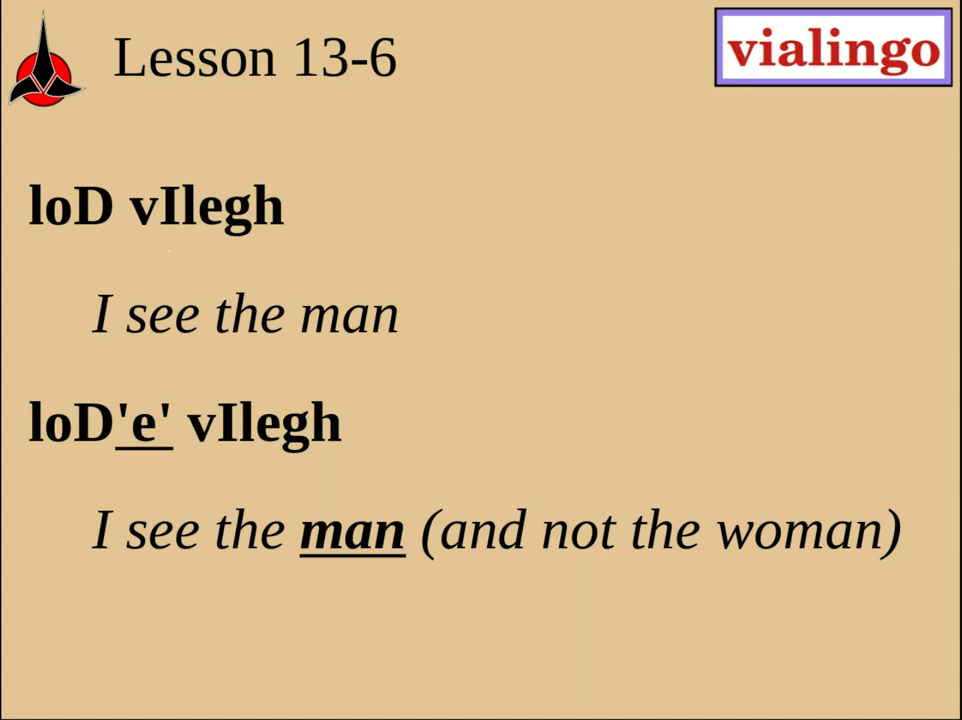 Lesson 13-6
vialingo
loD vIlegh
I see the man
loD'e' vIlegh
I see the man (and not the woman)